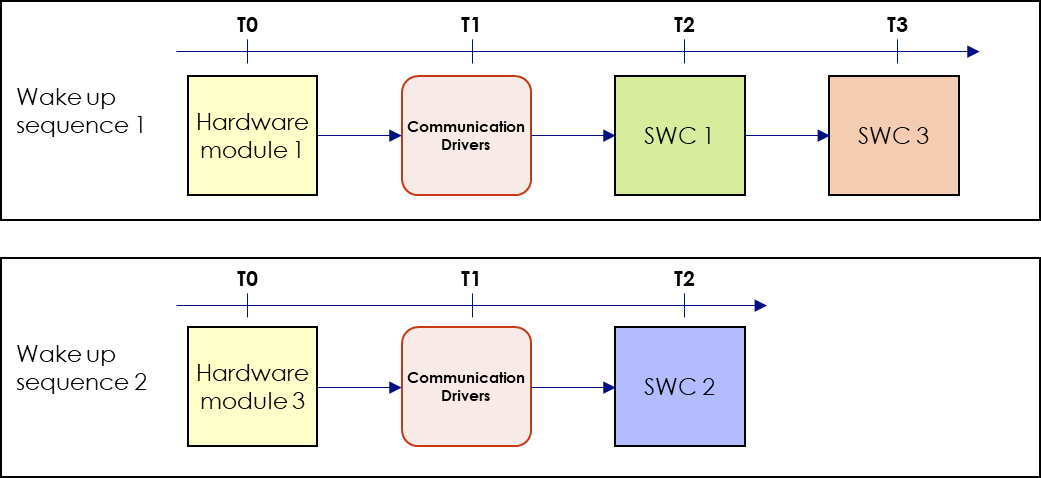 T0 T1 T2 T3
Wake up
sequence 1
Hardware
module 1
Communication
Drivers
SWC 1
SWC 3
T0 T1 T2
Wake up
sequence 2
Hardware
module 3
Communication
Drivers
SWC 2